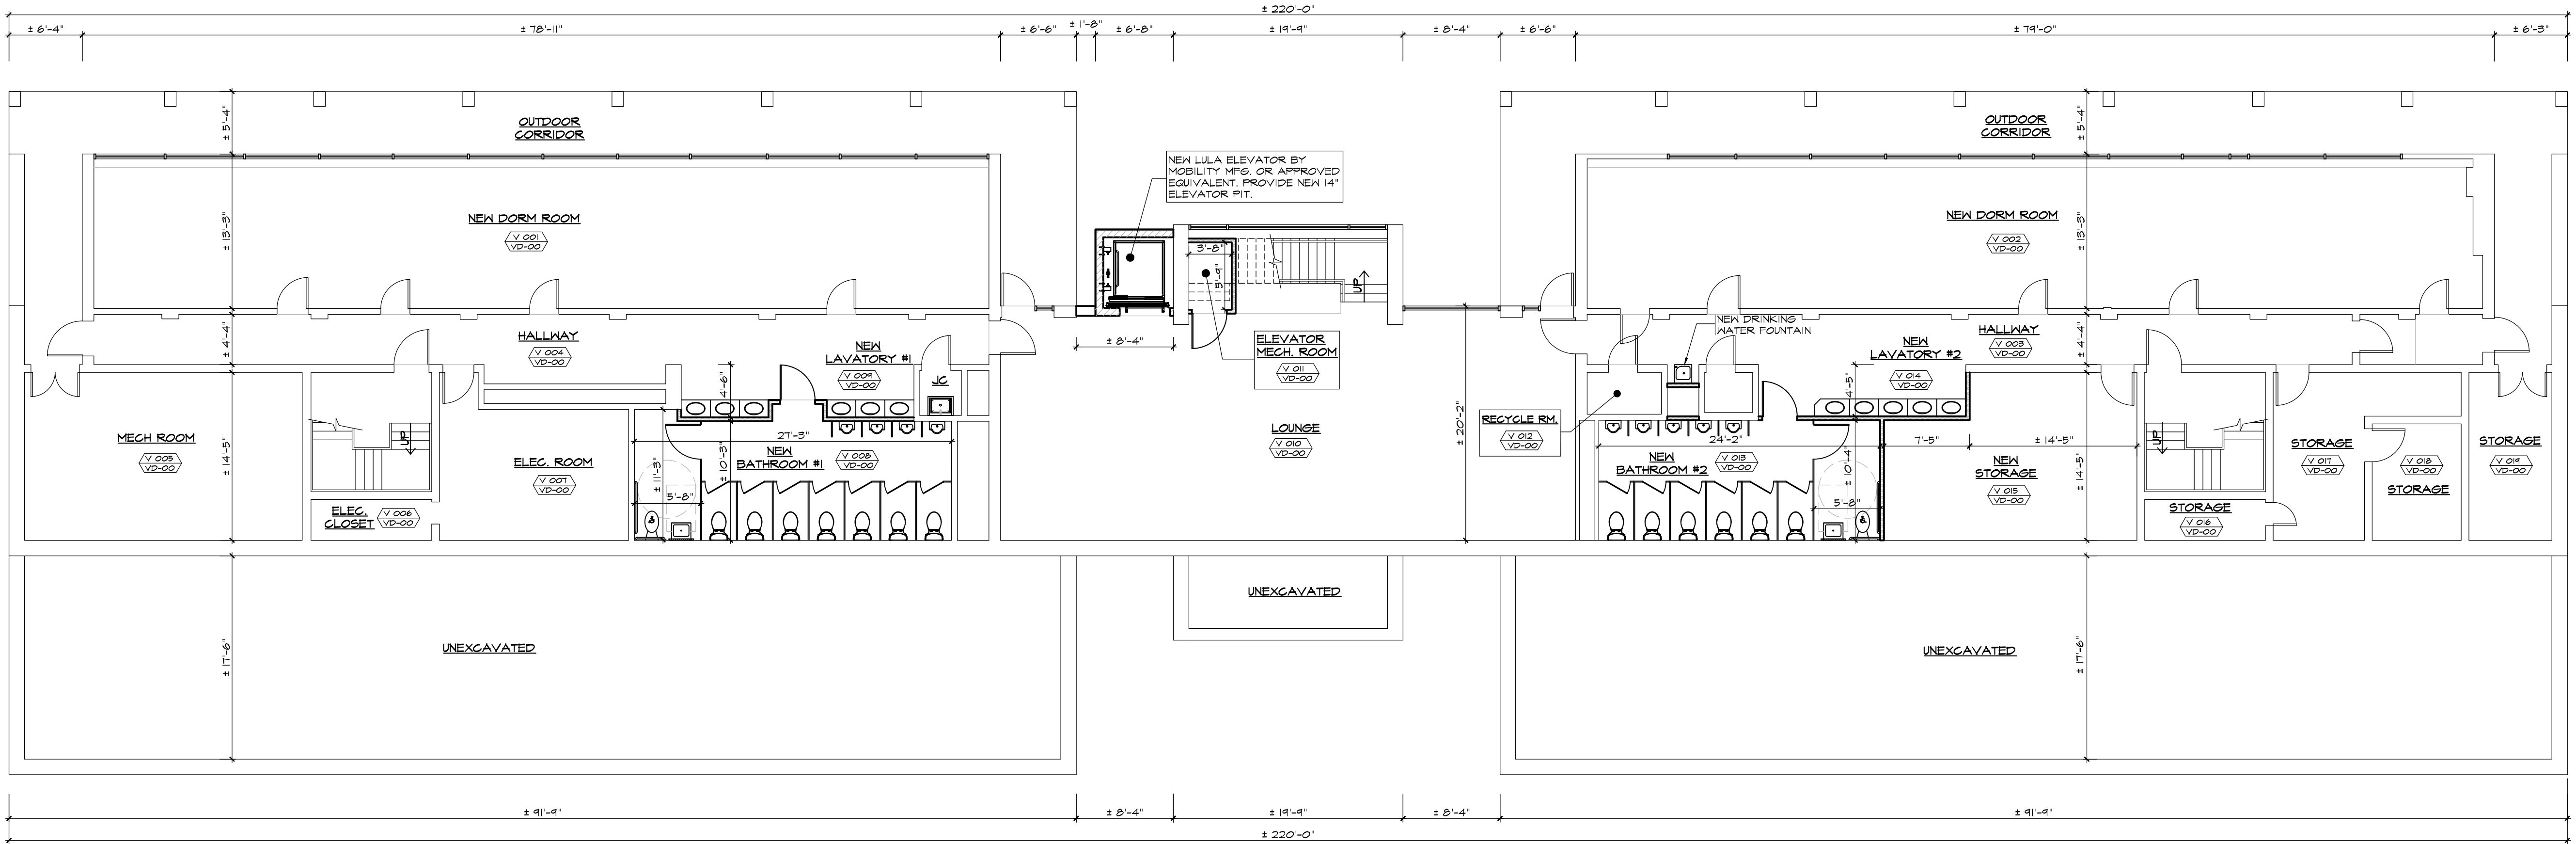 ± 220'-0"
± 6'-4"
± 78'-11"
± 6'-6"
± 1'-8"
± 6'-8"
± 19'-9"
± 8'-4"
± 6'-6"
± 79'-0"
± 6'-3"
± 5'-4"
OUTDOOR
CORRIDOR
OUTDOOR
CORRIDOR
± 5'-4"
NEW LULA ELEVATOR BY
MOBILITY MFG. OR APPROVED
EQUIVALENT. PROVIDE NEW 14"
ELEVATOR PIT.
± 13'-3"
NEW DORM ROOM
V 001
VD-00
3'-8"
5'-9"
UP
NEW DORM ROOM
V 002
VD-00
± 13'-3"
± 4'-4"
HALLWAY
V 004
VD-00
NEW
LAVATORY #1
V 009
VD-00
JC
± 8'-4"
ELEVATOR
MECH. ROOM
V 011
VD-00
NEW DRINKING
WATER FOUNTAIN
NEW
LAVATORY #2
V 014
VD-00
HALLWAY
V 003
VD-00
± 4'-4"
4'-6"
4'-5"
MECH ROOM
V 005
VD-00
± 14'-5"
UP
ELEC. ROOM
V 007
VD-00
ELEC.
CLOSET
V 006
VD-00
27'-3"
± 11'-3"
± 10'-3"
NEW
BATHROOM #1
V 008
VD-00
5'-8"
LOUNGE
V 010
VD-00
± 20'-2"
RECYCLE RM.
V 012
VD-00
24'-2"
NEW
BATHROOM #2
V 013
VD-00
± 10'-4"
5'-8"
7'-5"
± 14'-5"
NEW
STORAGE
V 015
VD-00
± 14'-5"
UP
STORAGE
V 016
VD-00
STORAGE
V 017
VD-00
V 018
VD-00
STORAGE
STORAGE
V 019
VD-00
UNEXCAVATED
± 17'-6"
UNEXCAVATED
UNEXCAVATED
± 17'-6"
± 91'-9"
± 8'-4"
± 19'-9"
± 8'-4"
± 91'-9"
± 220'-0"